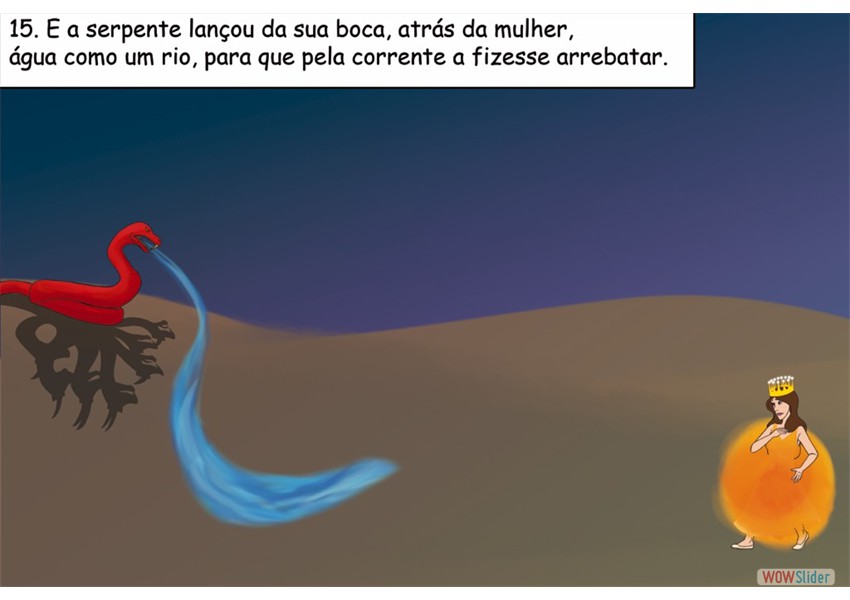 15. E a serpente lançou da sua boca, atrás da mulher,
água como um rio, para que pela corrente a fizesse arrebatar.
WOWSlider